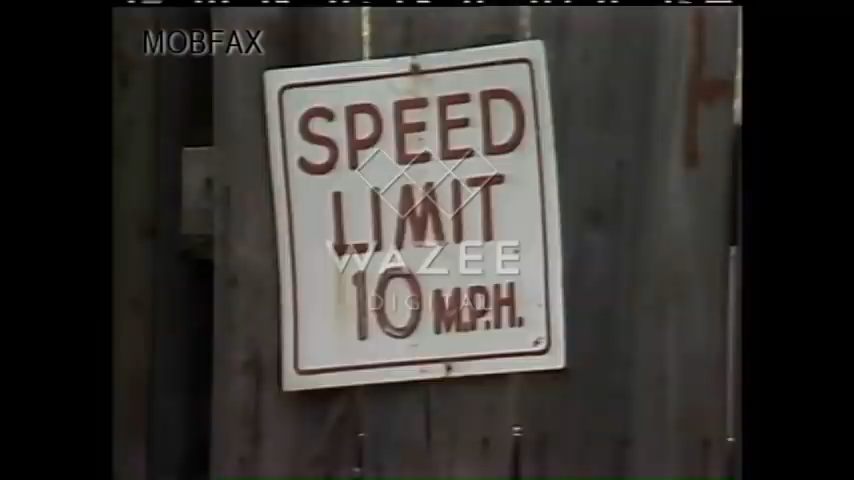 MOBFAX
SPEED
LIMIT
10 M.P.H.
WAZEE
DIGITAL